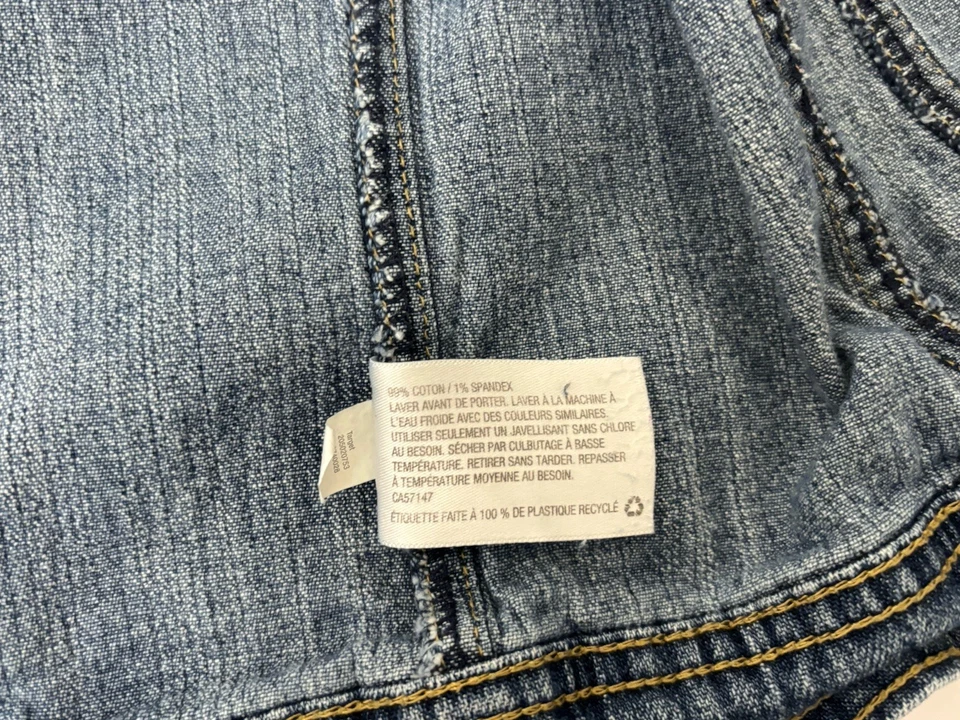 99% COTON / 1% SPANDEX
LAVER AVANT DE PORTER. LAVER À LA MACHINE À
L'EAU FROIDE AVEC DES COULEURS SIMILAIRES.
UTILISER SEULEMENT UN JAVELLISANT SANS CHLORE
AU BESOIN. SÉCHER PAR CULBUTAGE À BASSE
TEMPÉRATURE. RETIRER SANS TARDER. REPASSER
À TEMPÉRATURE MOYENNE AU BESOIN.
CA57147
ÉTIQUETTE FAITE À 100 % DE PLASTIQUE RECYCLÉ
Target